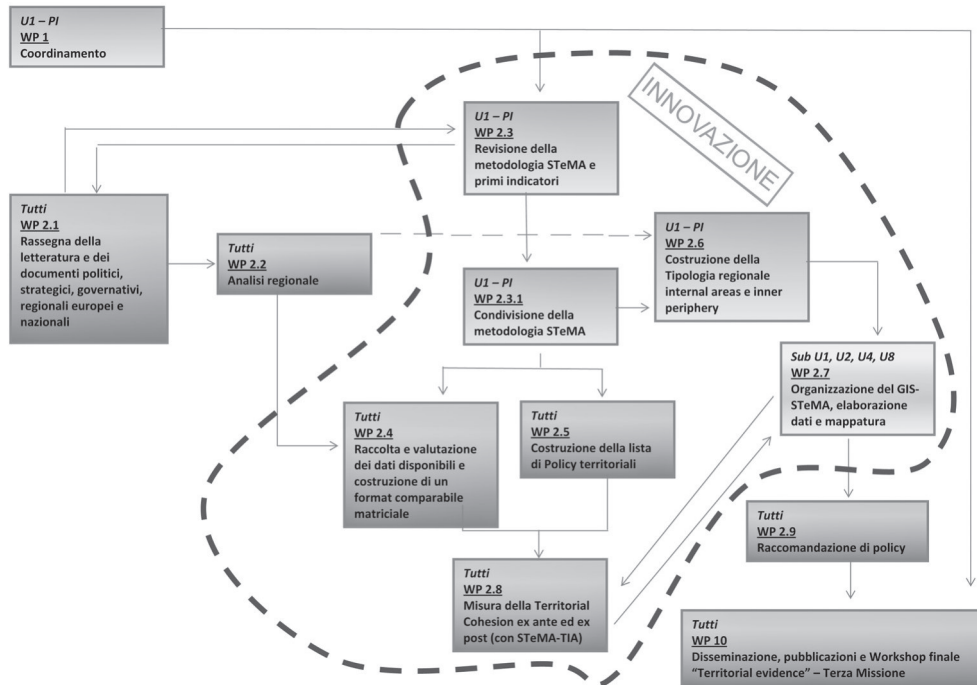 U1 – PI
WP 1
Coordinamento
INNOVAZIONE
U1 – PI
WP 2.3
Revisione della
metodologia STeMA e
primi indicatori
Tutti
WP 2.1
Rassegna della
letteratura e dei
documenti politici,
strategici, governativi,
regionali europei e
nazionali
Tutti
WP 2.2
Analisi regionale
U1 – PI
WP 2.6
Costruzione della
Tipologia regionale
internal areas e inner
periphery
U1 – PI
WP 2.3.1
Condivisione della
metodologia STeMA
Sub U1, U2, U4, U8
WP 2.7
Organizzazione del GIS-
STeMA, elaborazione
dati e mappatura
Tutti
WP 2.4
Raccolta e valutazione
dei dati disponibili e
costruzione di un
format comparabile
matriciale
Tutti
WP 2.5
Costruzione della lista
di Policy territoriali
Tutti
WP 2.9
Raccomandazione di policy
Tutti
WP 2.8
Misura della Territorial
Cohesion ex ante ed ex
post (con STeMA-TIA)
Tutti
WP 10
Disseminazione, pubblicazioni e Workshop finale
“Territorial evidence” – Terza Missione